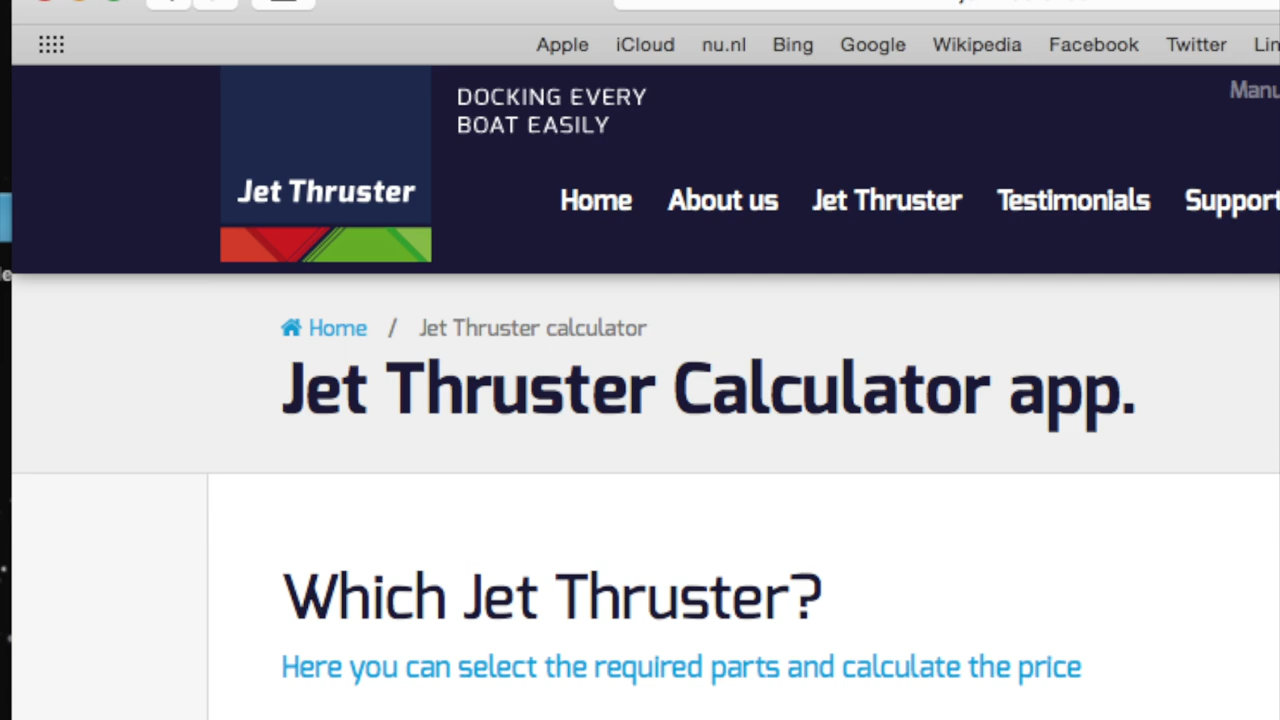 Apple iCloud nu.nl Bing Google Wikipedia Facebook Twitter
DOCKING EVERY
BOAT EASILY
Jet Thruster
Home About us Jet Thruster Testimonials Support
Home / Jet Thruster calculator
Jet Thruster Calculator app.
Which Jet Thruster?
Here you can select the required parts and calculate the price